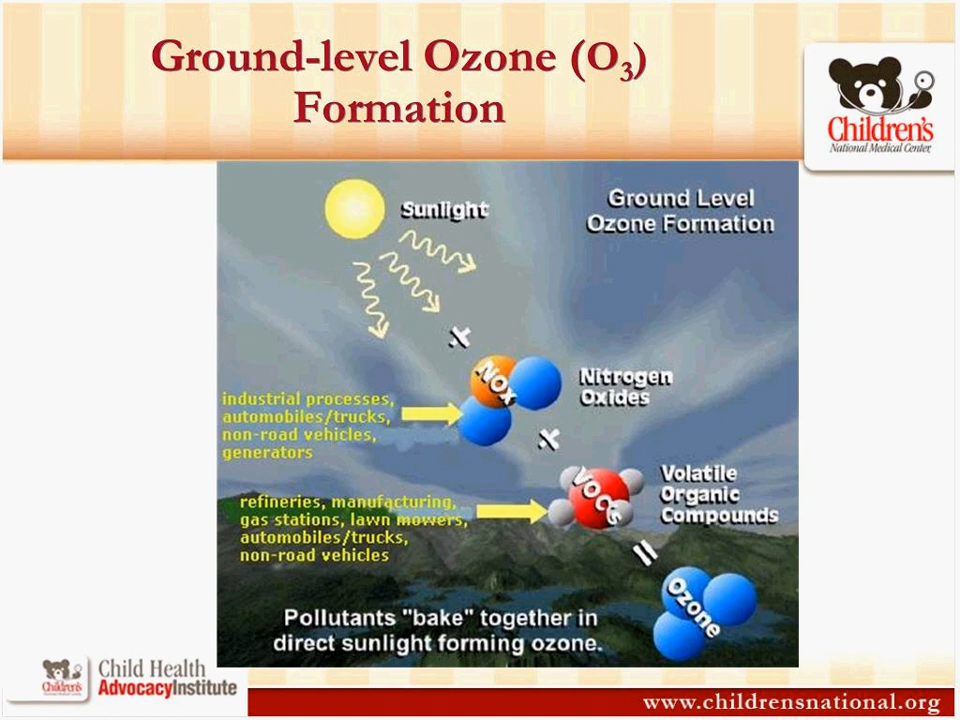 Ground-level Ozone (O₃)
Formation
Children's
National Medical Center
Sunlight
Ground Level
Ozone Formation
+
NOX
Nitrogen
Oxides
industrial processes,
automobiles/trucks,
non-road vehicles,
generators
+
VOCs
Volatile
Organic
Compounds
refineries, manufacturing,
gas stations, lawn mowers,
automobiles/trucks,
non-road vehicles
=
Ozone
Pollutants "bake" together in
direct sunlight forming ozone.
Children's
Child Health
AdvocacyInstitute
www.childrensnational.org